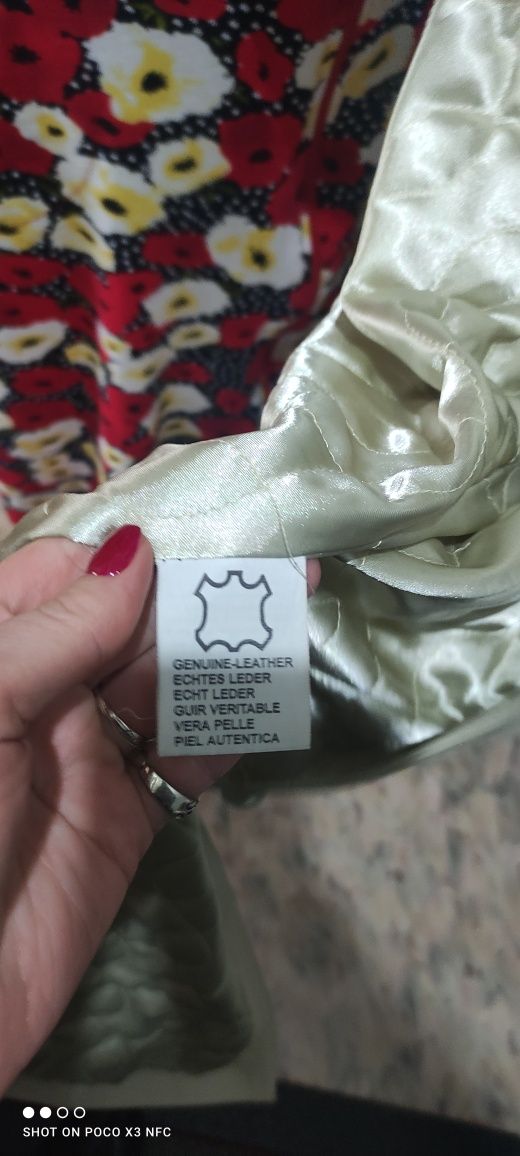 GENUINE-LEATHER
ECHTES LEDER
ECHT LEDER
GUIR VERITABLE
VERA PELLE
PIEL AUTENTICA
SHOT ON POCO X3 NFC